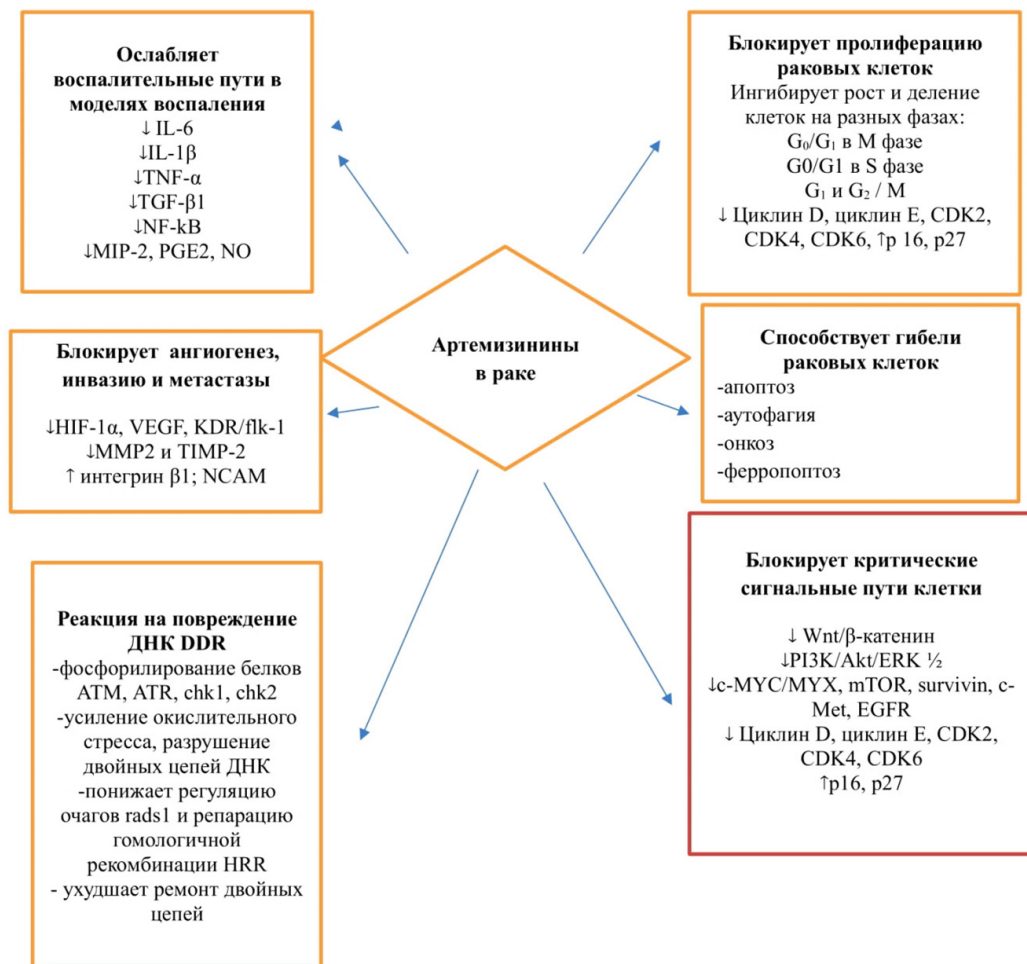 Ослабляет
воспалительные пути в
моделях воспаления
↓ IL-6
↓IL-1β
↓TNF-α
↓TGF-β1
↓NF-kB
↓MIP-2, PGE2, NO
Блокирует пролиферацию
раковых клеток
Ингибирует рост и деление
клеток на разных фазах:
G₀/G₁ в М фазе
G0/G1 в S фазе
G₁ и G₂ / M
↓ Циклин D, циклин E, CDK2,
CDK4, CDK6, ↑p 16, p27
Артемизинины
в раке
Блокирует ангиогенез,
инвазию и метастазы
↓HIF-1α, VEGF, KDR/flk-1
↓MMP2 и TIMP-2
↑ интегрин β1; NCAM
Способствует гибели
раковых клеток
-апоптоз
-аутофагия
-онкоз
-ферропоптоз
Реакция на повреждение
ДНК DDR
-фосфорилирование белков
ATM, ATR, chk1, chk2
-усиление окислительного
стресса, разрушение
двойных цепей ДНК
-понижает регуляцию
очагов rads1 и репарацию
гомологичной
рекомбинации HRR
- ухудшает ремонт двойных
цепей
Блокирует критические
сигнальные пути клетки
↓ Wnt/β-катенин
↓PI3K/Akt/ERK ½
↓c-MYC/MYX, mTOR, survivin, c-
Met, EGFR
↓ Циклин D, циклин E, CDK2,
CDK4, CDK6
↑p16, p27